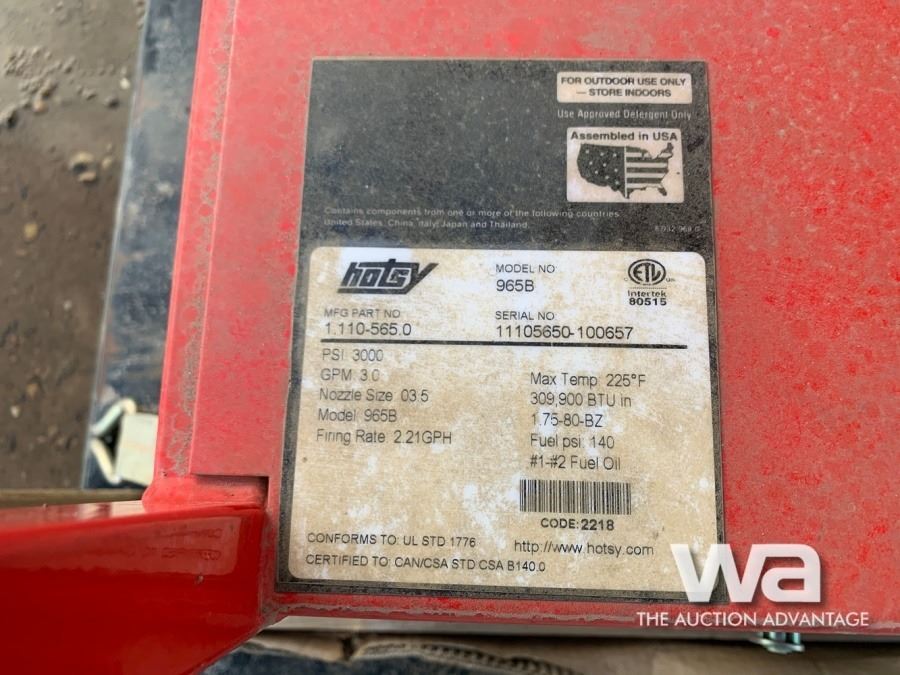 FOR OUTDOOR USE ONLY
— STORE INDOORS
Use Approved Detergent Only
Assembled in USA
Contains components from one or more of the following countries
United States, China, Italy, Japan and Thailand.
hotsy
MODEL NO
965B
ETL
US
Intertek
80515
MFG PART NO
1.110-565.0
SERIAL NO
11105650-100657
PSI: 3000
GPM: 3.0
Nozzle Size: 03.5
Model: 965B
Firing Rate: 2.21GPH
Max Temp: 225°F
309,900 BTU in
1.75-80-BZ
Fuel psi: 140
#1-#2 Fuel Oil
CODE: 2218
CONFORMS TO: UL STD 1776
http://www.hotsy.com
CERTIFIED TO: CAN/CSA STD CSA B140.0
wa
THE AUCTION ADVANTAGE